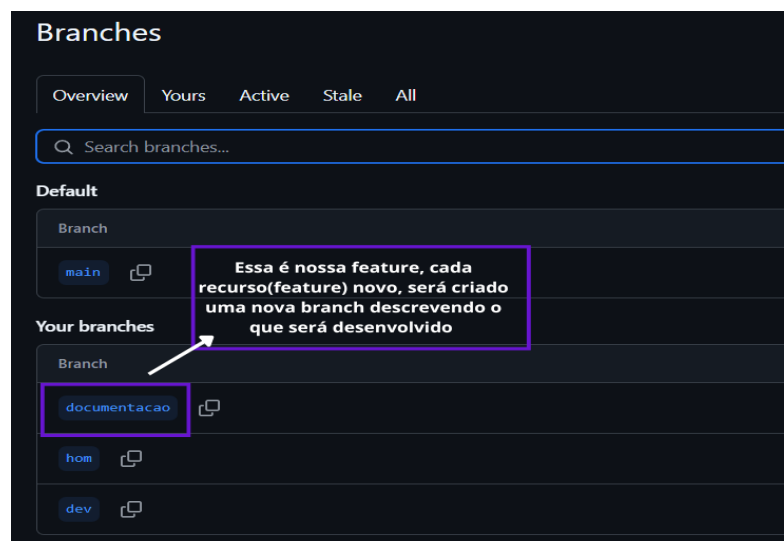 Branches
Overview Yours Active Stale All
Search branches...
Default
Branch
main
Essa é nossa feature, cada
recurso(feature) novo, será criado
uma nova branch descrevendo o
que será desenvolvido
Your branches
Branch
documentacao
hom
dev